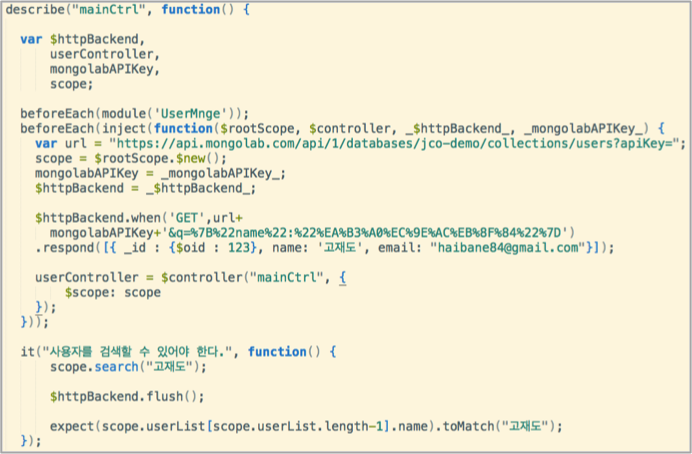 describe("mainCtrl", function() {
var $httpBackend,
userController,
mongolabAPIKey,
scope;
beforeEach(module('UserMnge'));
beforeEach(inject(function($rootScope, $controller, _$httpBackend_, _mongolabAPIKey_) {
var url = "https://api.mongolab.com/api/1/databases/jco-demo/collections/users?apiKey=";
scope = $rootScope.$new();
mongolabAPIKey = _mongolabAPIKey_;
$httpBackend = _$httpBackend_;
$httpBackend.when('GET',url+
mongolabAPIKey+'&q=%7B%22name%22:%22%EA%B3%A0%EC%9E%AC%EB%8F%84%22%7D')
.respond([{ _id : {$oid : 123}, name: '고재도', email: "haibane84@gmail.com"}]);
userController = $controller("mainCtrl", {
$scope: scope
});
}));
it("사용자를 검색할 수 있어야 한다.", function() {
scope.search("고재도");
$httpBackend.flush();
expect(scope.userList[scope.userList.length-1].name).toMatch("고재도");
});